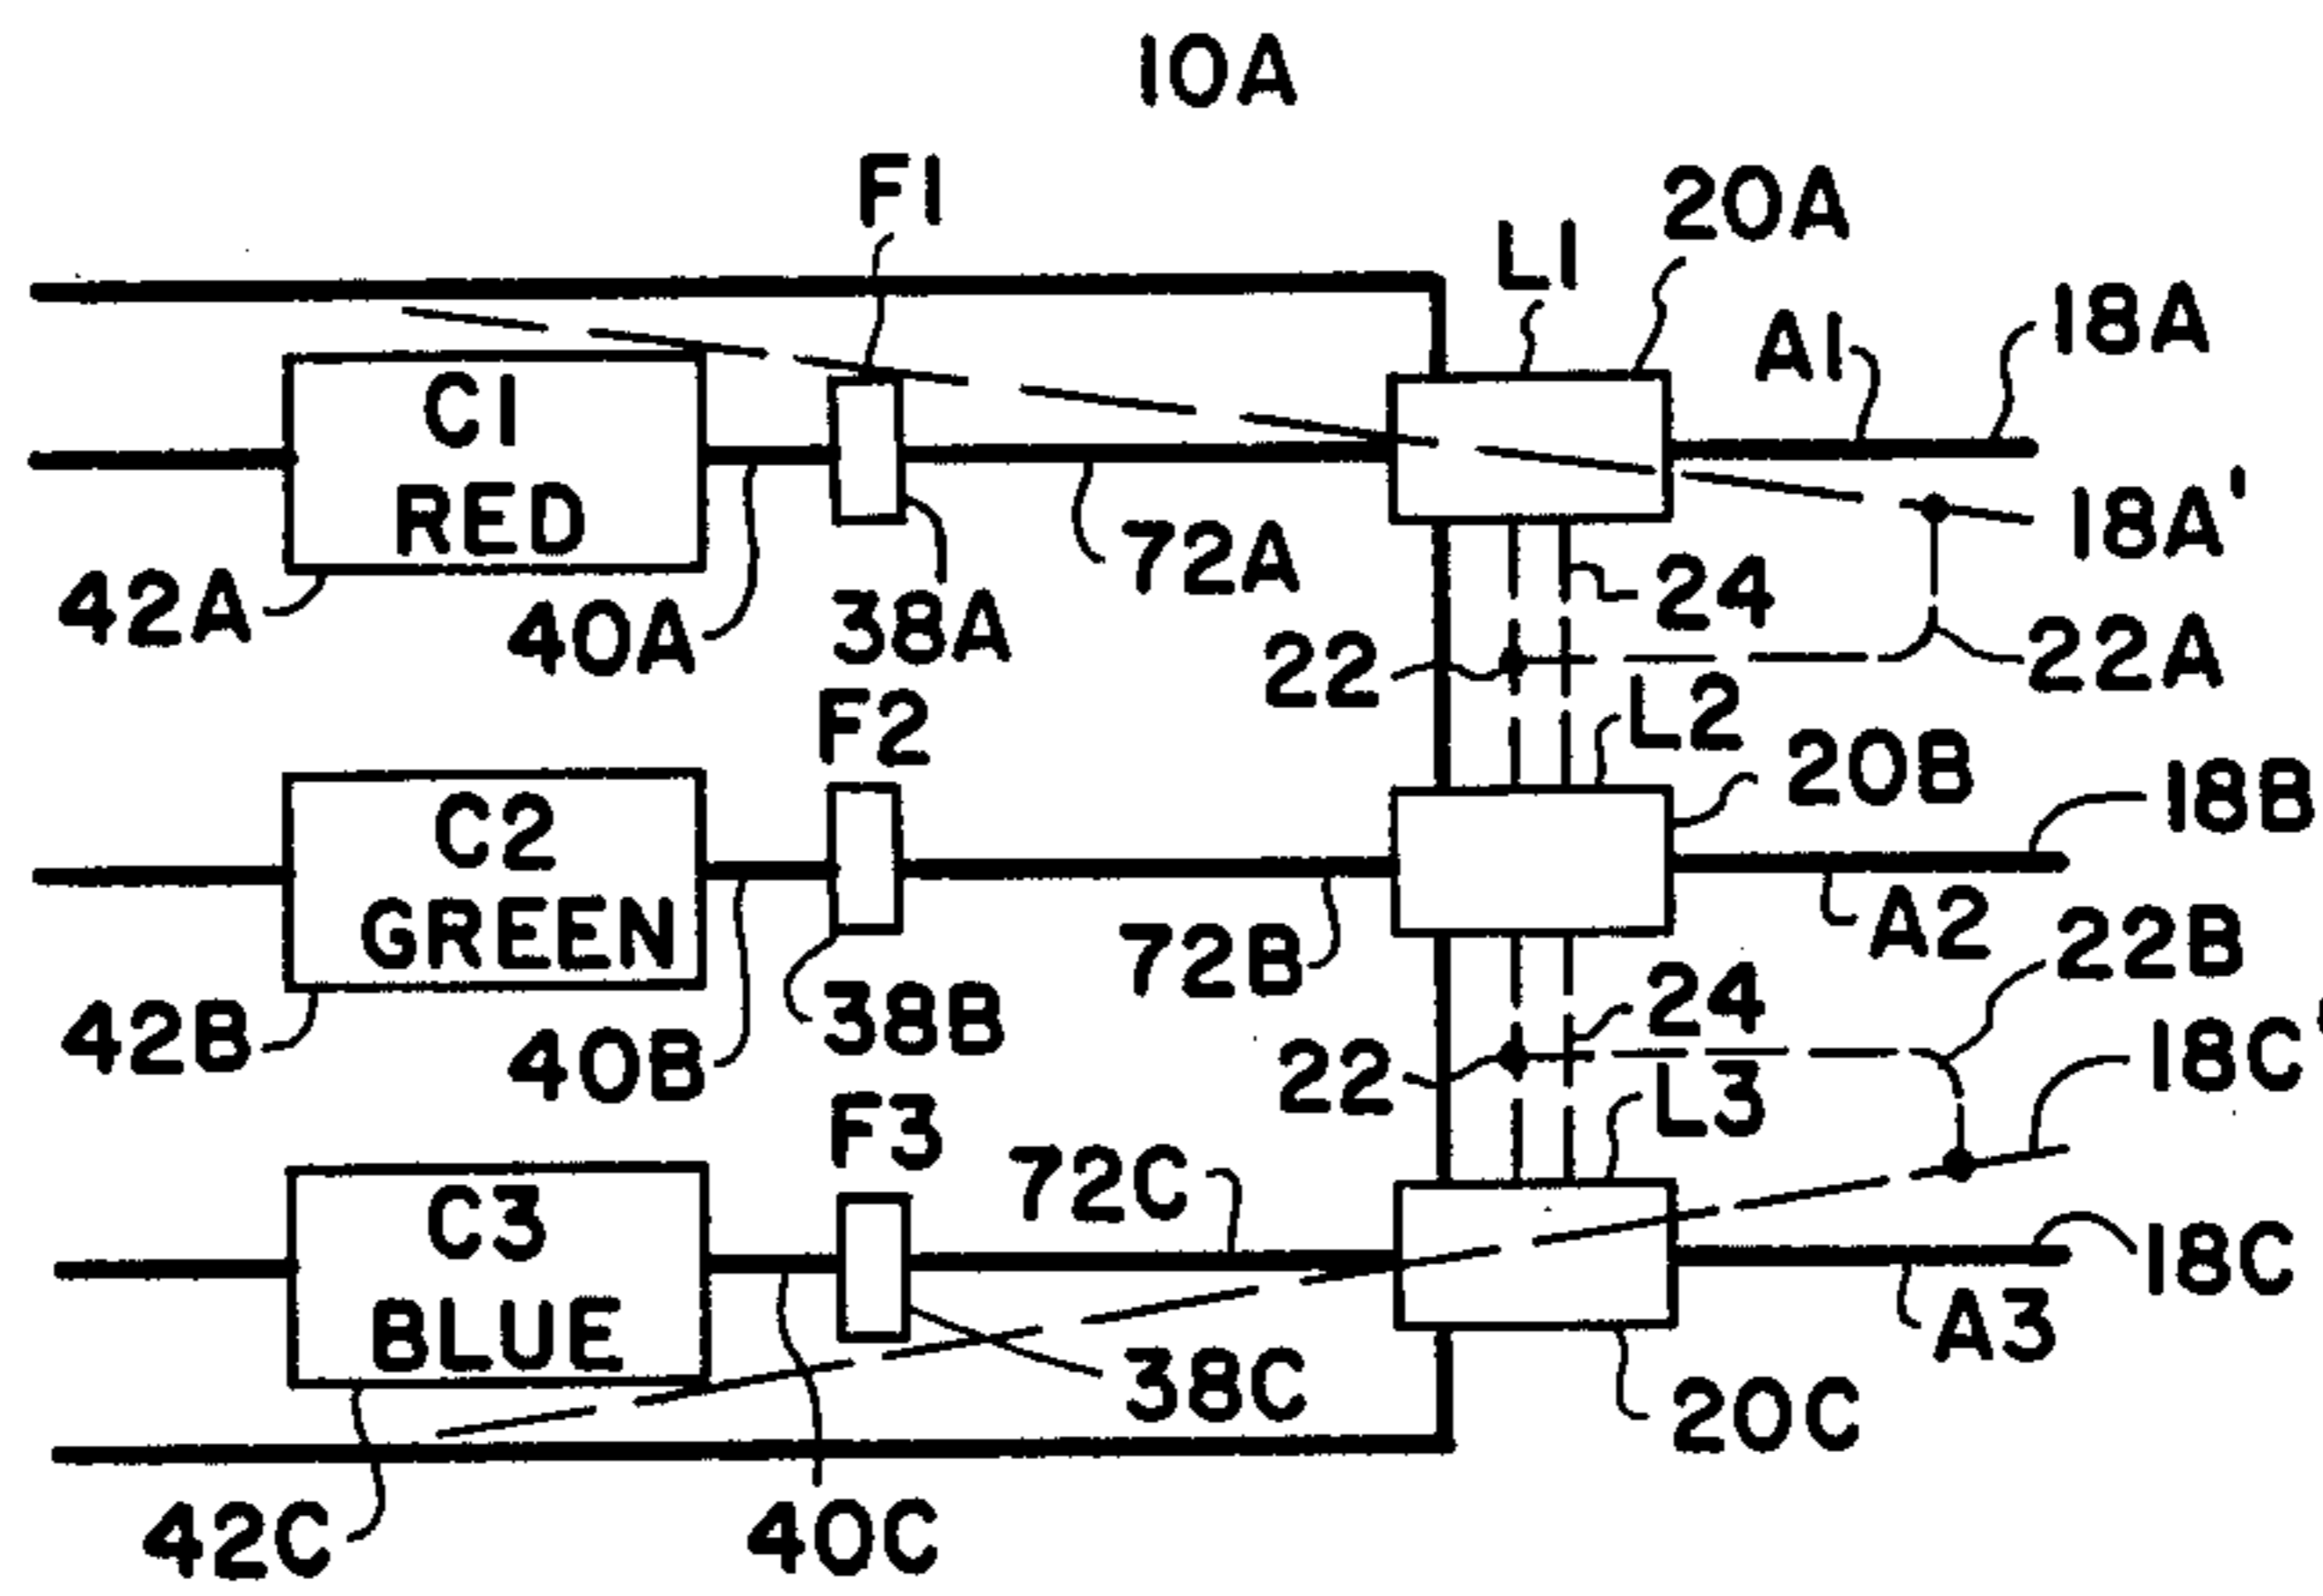 10A
F1
20A
L1
18A
A1
C1
RED
18A'
72A
24
42A
40A
38A
22
22A
F2
L2
20B
18B
C2
GREEN
A2
22B
72B
24
38B
42B
40B
22
18C'
L3
F3
72C
C3
BLUE
18C
A3
38C
20C
42C
40C